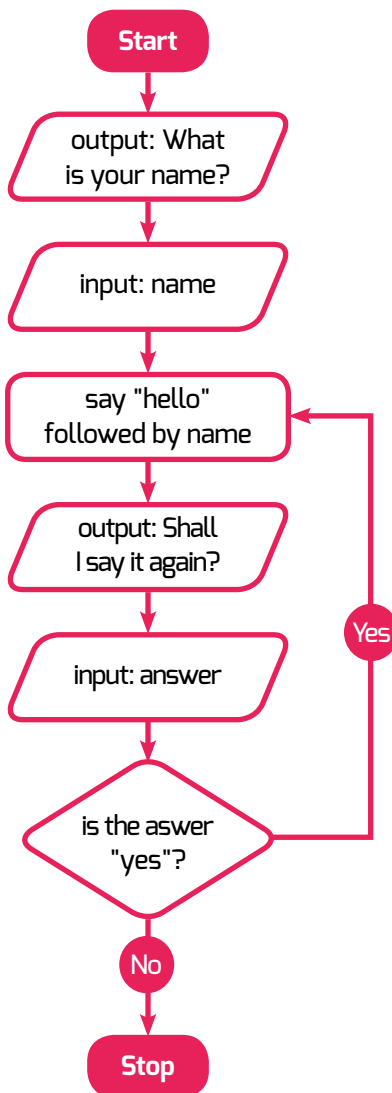 Start
output: What
is your name?
input: name
say "hello"
followed by name
output: Shall
I say it again?
Yes
input: answer
is the aswer
"yes"?
No
Stop